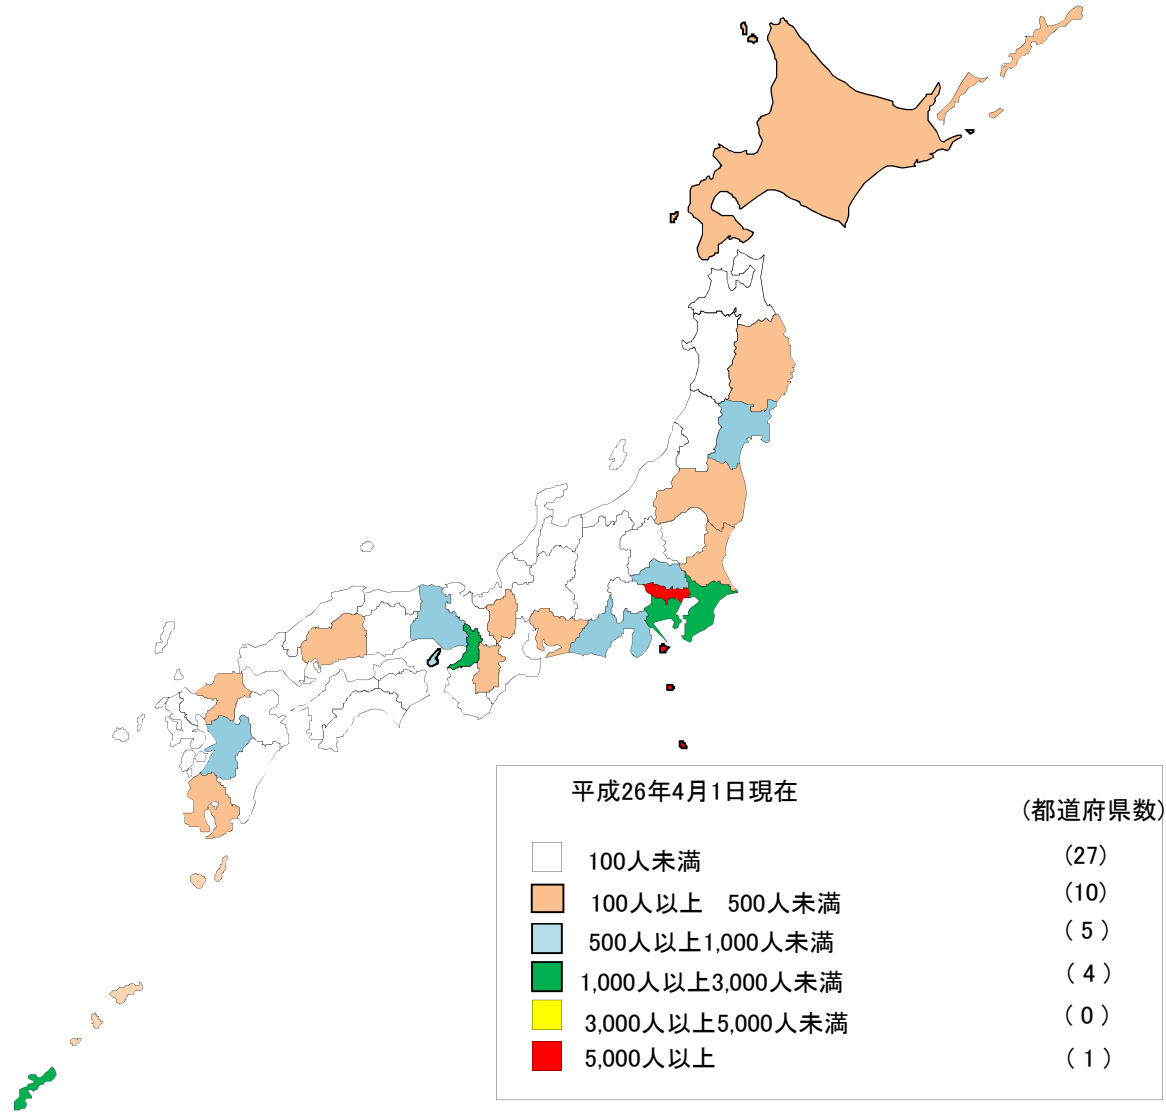 平成26年4月1日現在
(都道府県数)
100人未満 (27)
100人以上 500人未満 (10)
500人以上1,000人未満 ( 5 )
1,000人以上3,000人未満 ( 4 )
3,000人以上5,000人未満 ( 0 )
5,000人以上 ( 1 )